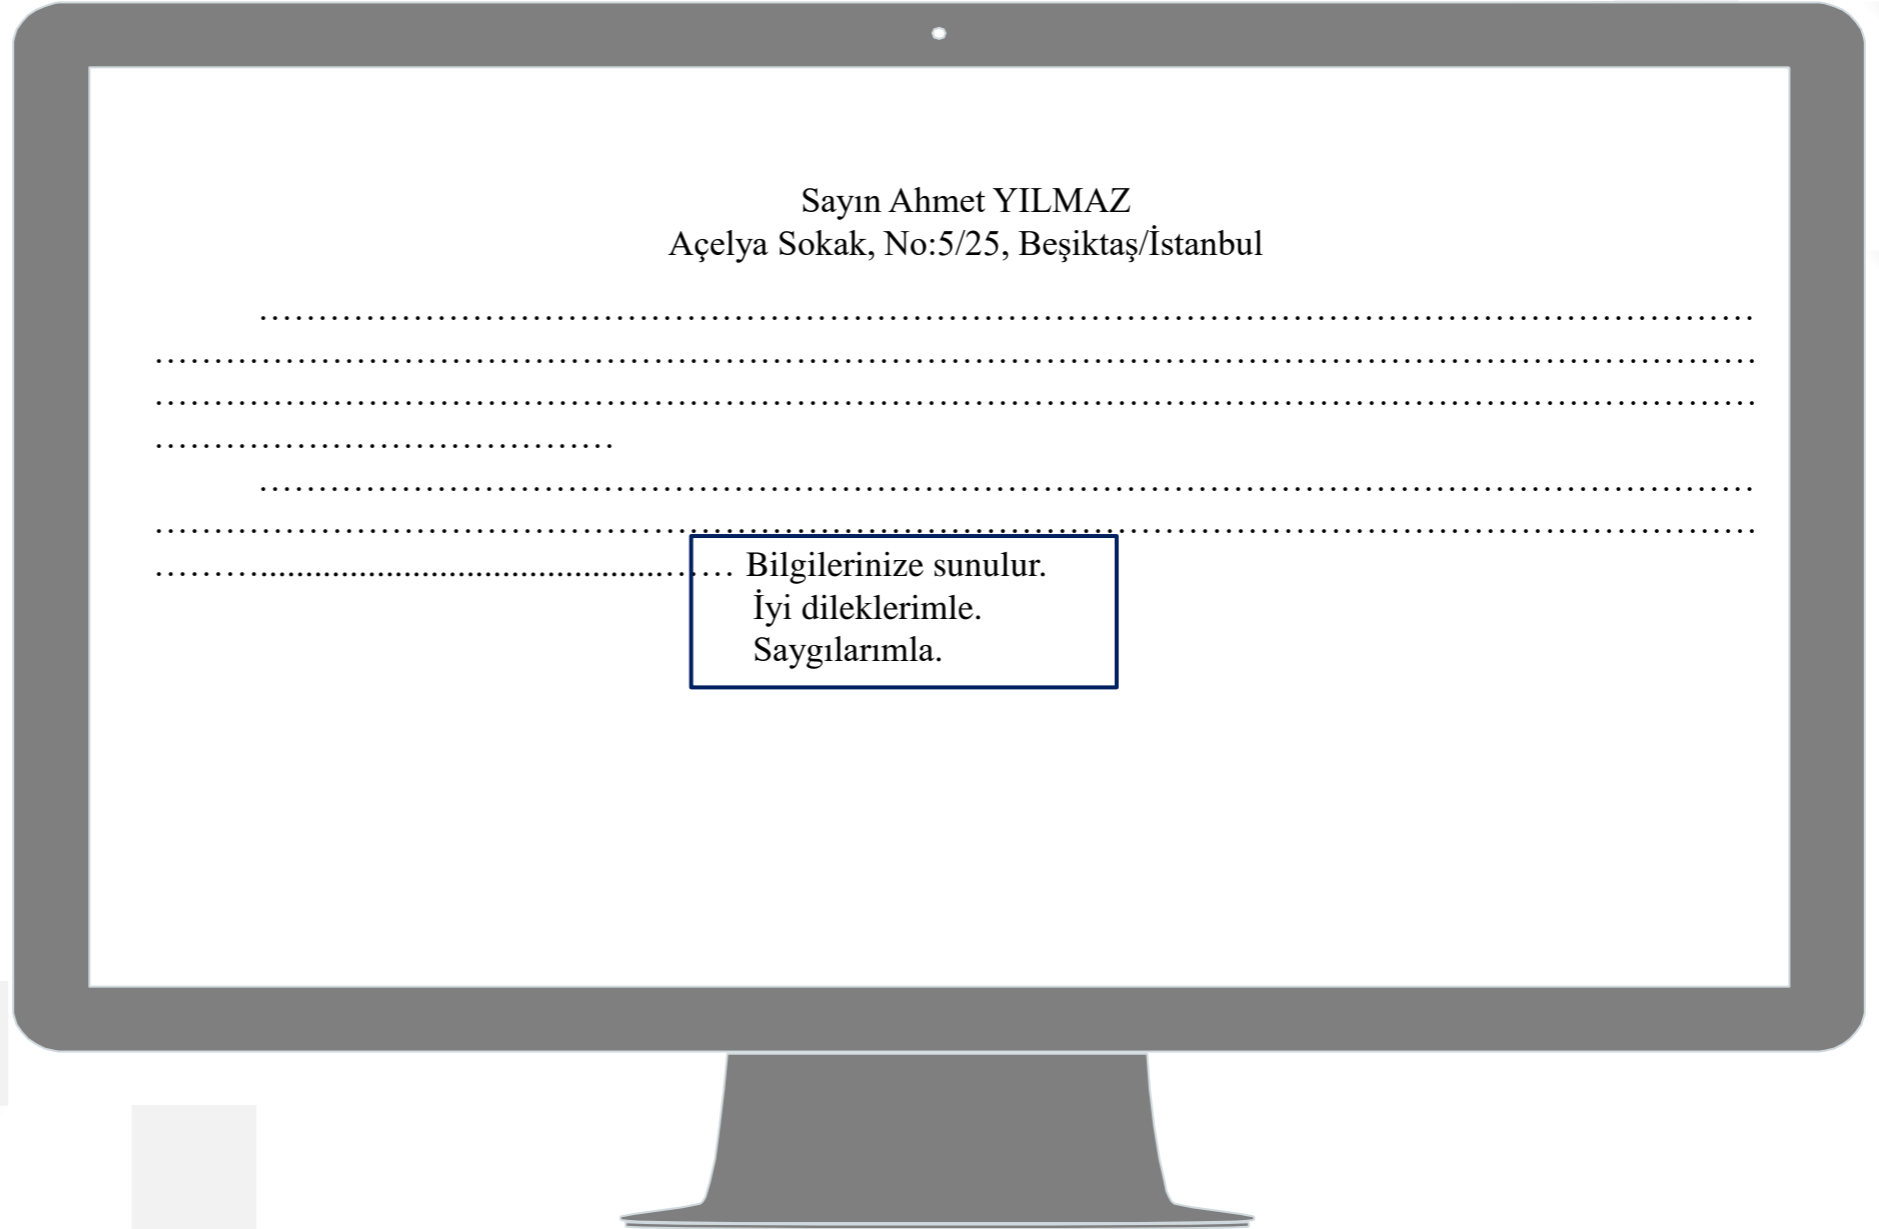 Sayın Ahmet YILMAZ
Açelya Sokak, No:5/25, Beşiktaş/İstanbul
………………………………………………………………………………………………………………
………………………………………………………………………………………………………………………
………………………………………………………………………………………………………………………
…………………………………
………………………………………………………………………………………………………………
………………………………………………………………………………………………………………………
………..............................................…… Bilgilerinize sunulur.
İyi dileklerimle.
Saygılarımla.